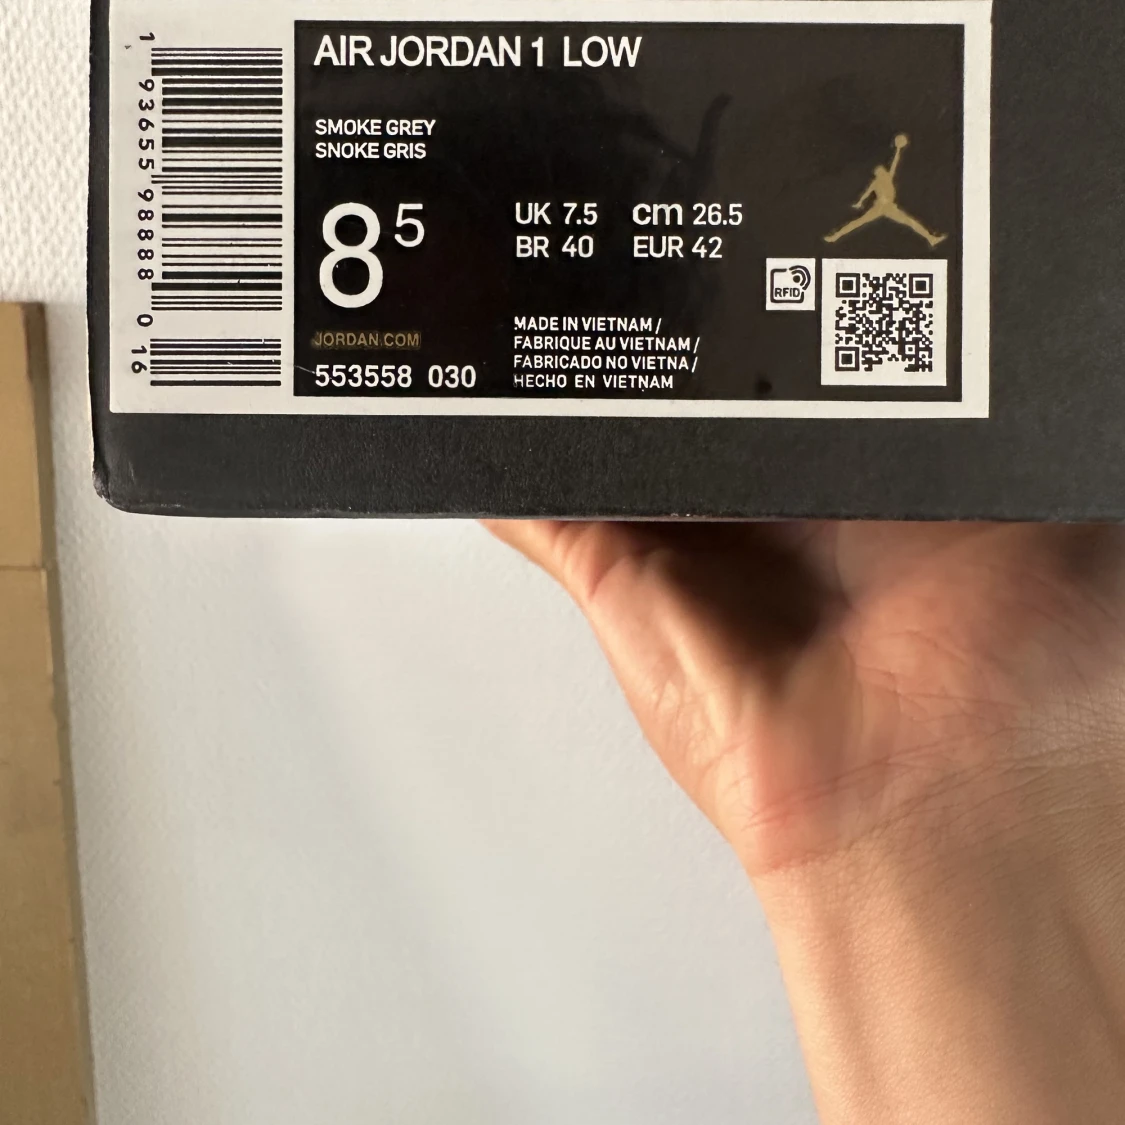 AIR JORDAN 1 LOW
SMOKE GREY
SNOKE GRIS
8 5
UK 7.5 cm 26.5
BR 40 EUR 42
RFID
JORDAN.COM
553558 030
MADE IN VIETNAM /
FABRIQUE AU VIETNAM /
FABRICADO NO VIETNA /
HECHO EN VIETNAM
1 93655 98888 0 16